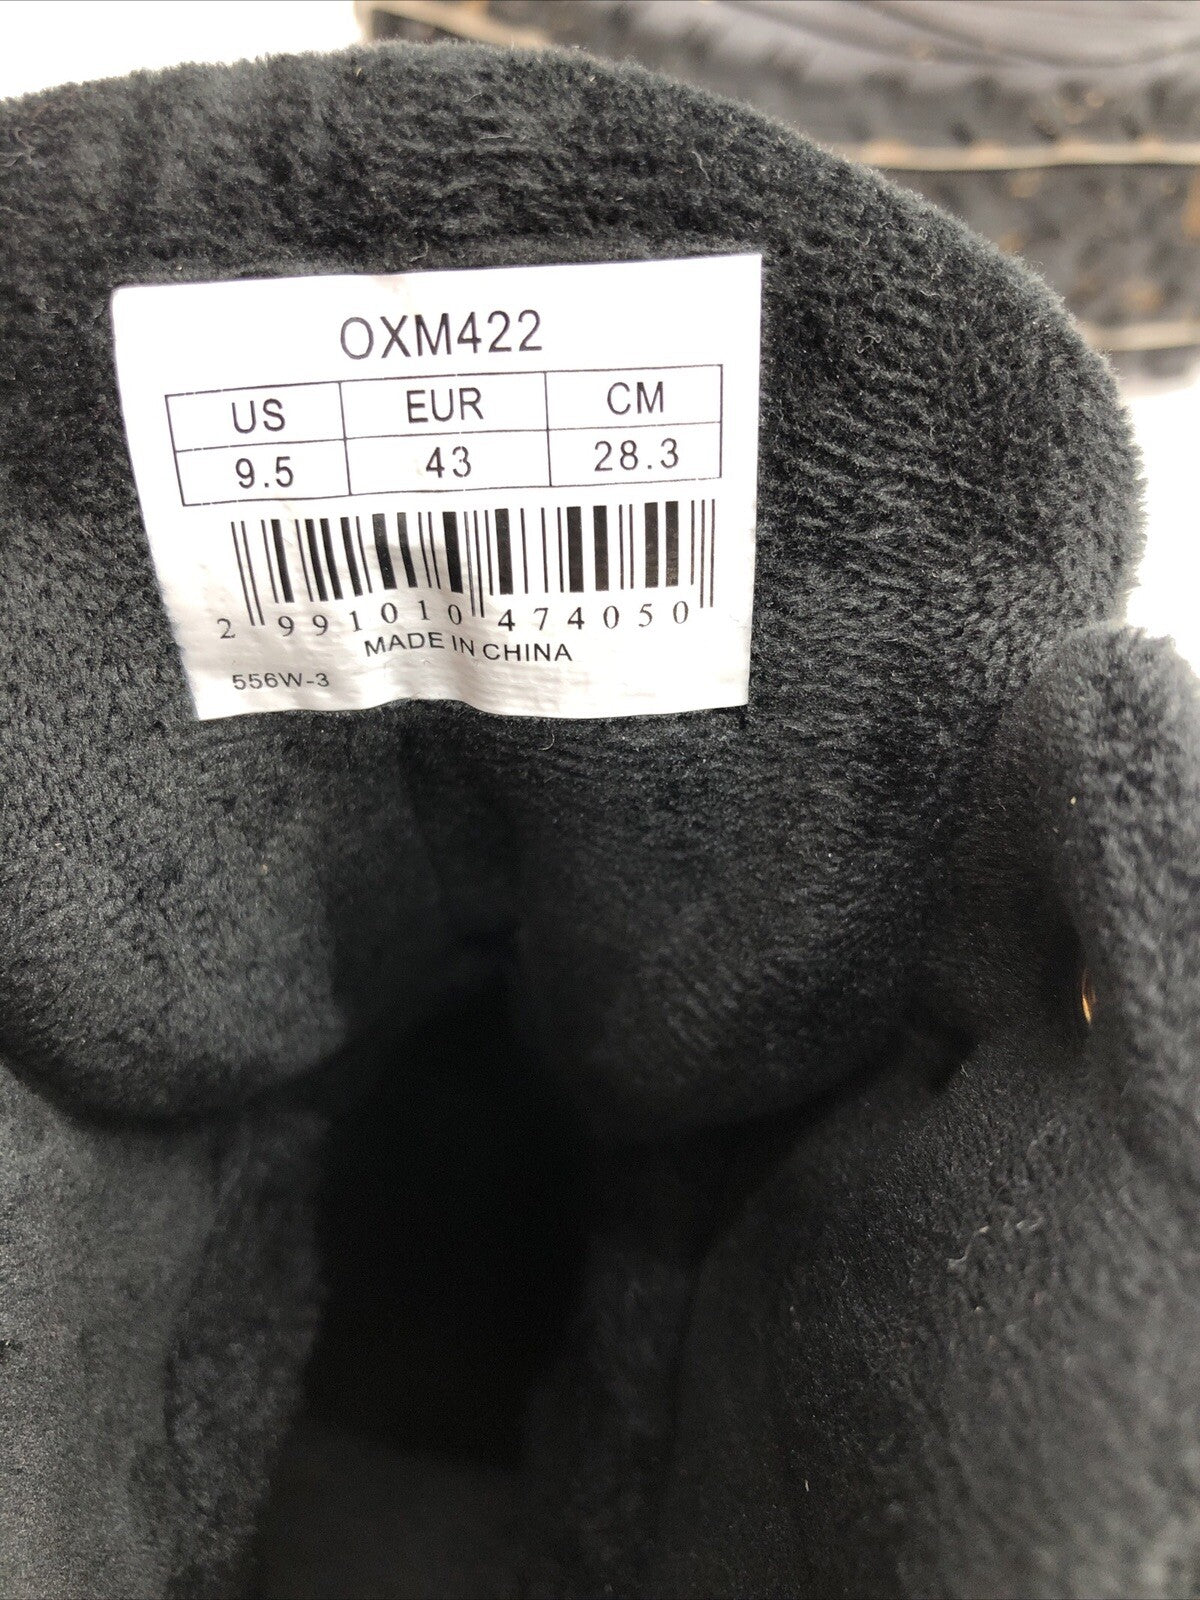 OXM422
US EUR CM
9.5 43 28.3
2 991010 474050
MADE IN CHINA
556W-3